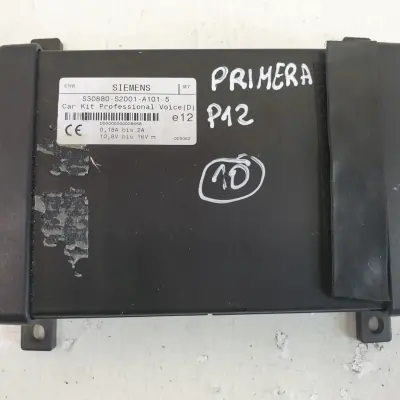 SIEMENS
S30880-S2001-A101-5
Car Kit Professional Voice(D)
e12
CE
0,18A bis 2A
10,8V bis 16V
PRIMERA
P12
10